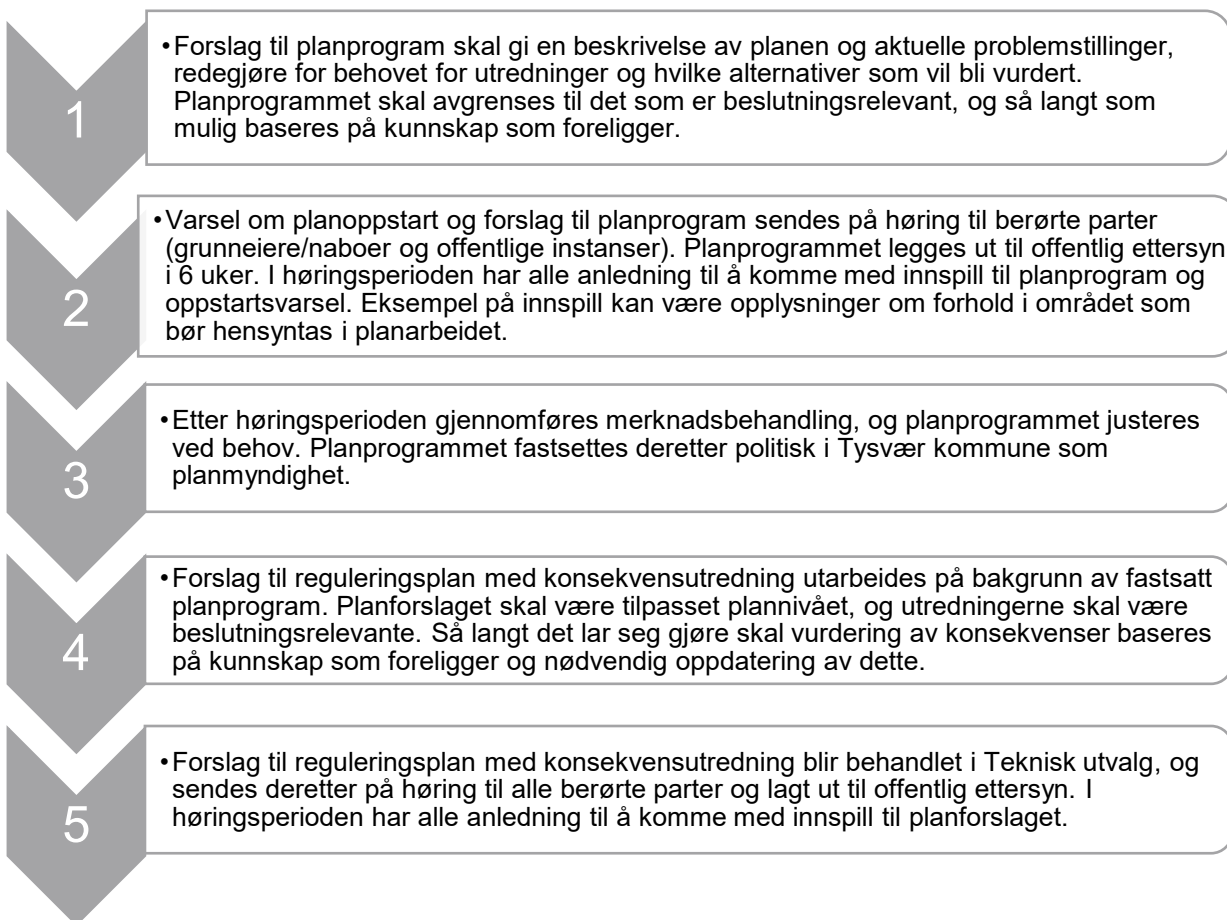 1
•Forslag til planprogram skal gi en beskrivelse av planen og aktuelle problemstillinger,
redegjøre for behovet for utredninger og hvilke alternativer som vil bli vurdert.
Planprogrammet skal avgrenses til det som er beslutningsrelevant, og så langt som
mulig baseres på kunnskap som foreligger.
2
•Varsel om planoppstart og forslag til planprogram sendes på høring til berørte parter
(grunneiere/naboer og offentlige instanser). Planprogrammet legges ut til offentlig ettersyn
i 6 uker. I høringsperioden har alle anledning til å komme med innspill til planprogram og
oppstartsvarsel. Eksempel på innspill kan være opplysninger om forhold i området som
bør hensyntas i planarbeidet.
3
•Etter høringsperioden gjennomføres merknadsbehandling, og planprogrammet justeres
ved behov. Planprogrammet fastsettes deretter politisk i Tysvær kommune som
planmyndighet.
4
•Forslag til reguleringsplan med konsekvensutredning utarbeides på bakgrunn av fastsatt
planprogram. Planforslaget skal være tilpasset plannivået, og utredningerne skal være
beslutningsrelevante. Så langt det lar seg gjøre skal vurdering av konsekvenser baseres
på kunnskap som foreligger og nødvendig oppdatering av dette.
5
•Forslag til reguleringsplan med konsekvensutredning blir behandlet i Teknisk utvalg, og
sendes deretter på høring til alle berørte parter og lagt ut til offentlig ettersyn. I
høringsperioden har alle anledning til å komme med innspill til planforslaget.